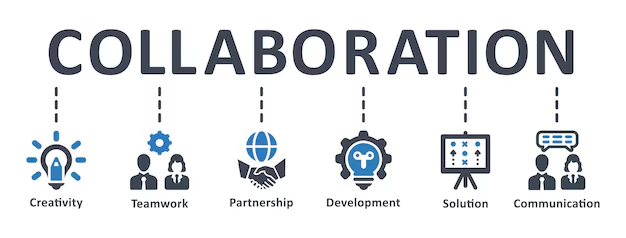 COLLABORATION
Creativity Teamwork Partnership Development Solution Communication